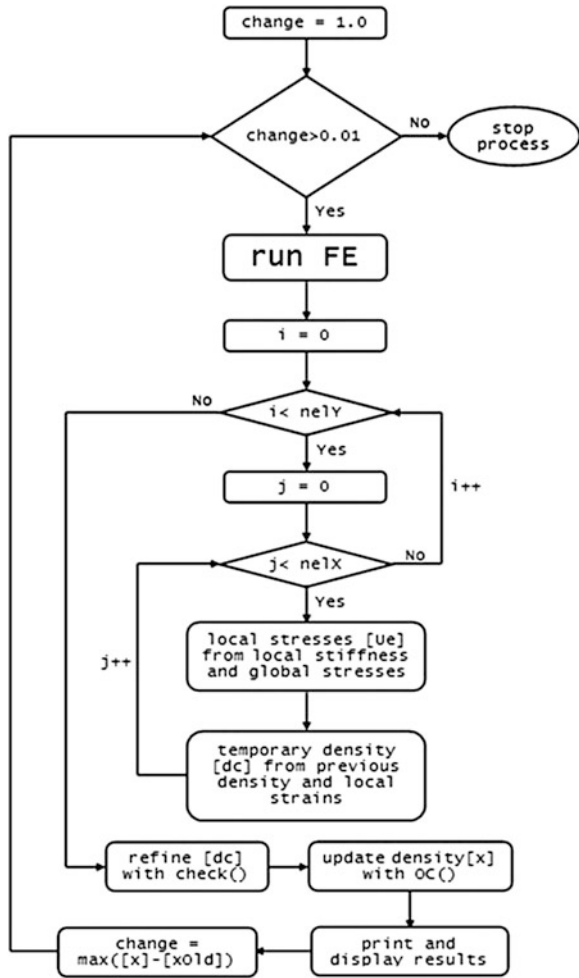 change = 1.0
change>0.01
No
stop
process
Yes
run FE
i = 0
No
i< nelY
Yes
j = 0
i++
j< nelX
No
Yes
local stresses [Ue]
from local stiffness
and global stresses
j++
temporary density
[dc] from previous
density and local
strains
refine [dc]
with check()
update density[x]
with OC()
change =
max([x]-[xOld])
print and
display results